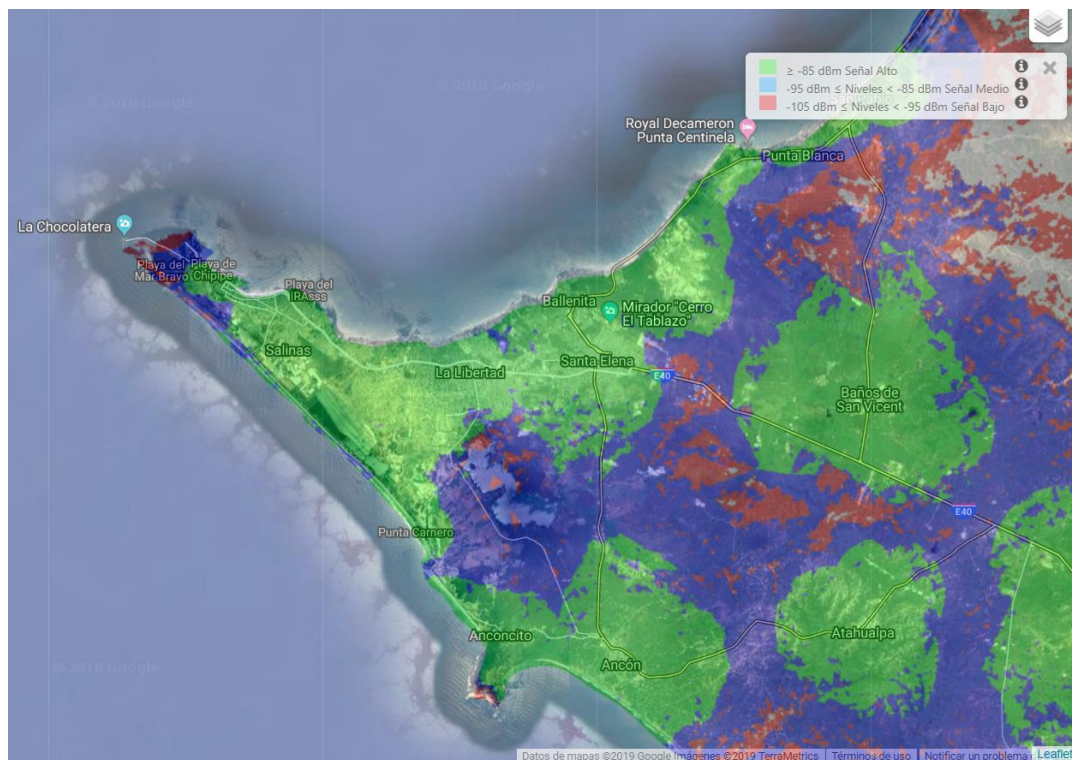 ≥ -85 dBm Señal Alto
-95 dBm ≤ Niveles < -85 dBm Señal Medio
-105 dBm ≤ Niveles < -95 dBm Señal Bajo
© 2018 Google
© 2018 Google
Royal Decameron
Punta Centinela
Punta Blanca
La Chocolatera
Playa del
Mar Bravo
Playa de
Chipipe
Playa del
IRAsss
Ballenita
Mirador "Cerro
El Tablazo"
Salinas
La Libertad
Santa Elena
E40
Baños de
San Vicent
E40
Punta Carnero
Anconcito
Atahualpa
Ancón
© 2018 Google
Datos de mapas ©2019 Google Imágenes ©2019 TerraMetrics
Términos de uso
Notificar un problema
Leaflet